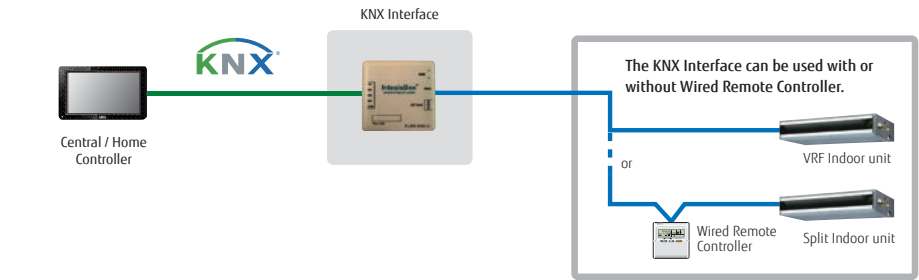 KNX Interface
KNX
The KNX Interface can be used with or
without Wired Remote Controller.
IntesisBox
Central / Home
Controller
VRF Indoor unit
or
Wired Remote
Controller
Split Indoor unit